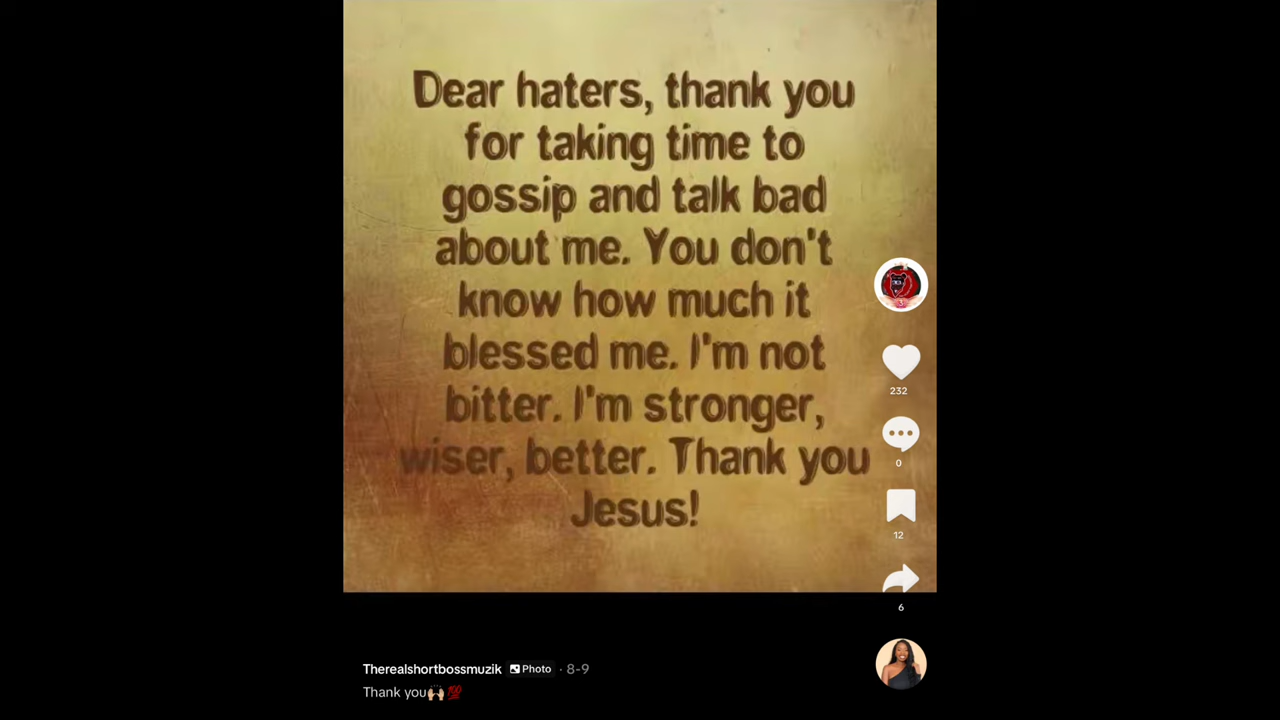 Dear haters, thank you
for taking time to
gossip and talk bad
about me. You don't
know how much it
blessed me. I'm not
bitter. I'm stronger,
wiser, better. Thank you
Jesus!
232
0
12
6
Therealshortbossmuzik Photo · 8-9
Thank you🙌🏼💯